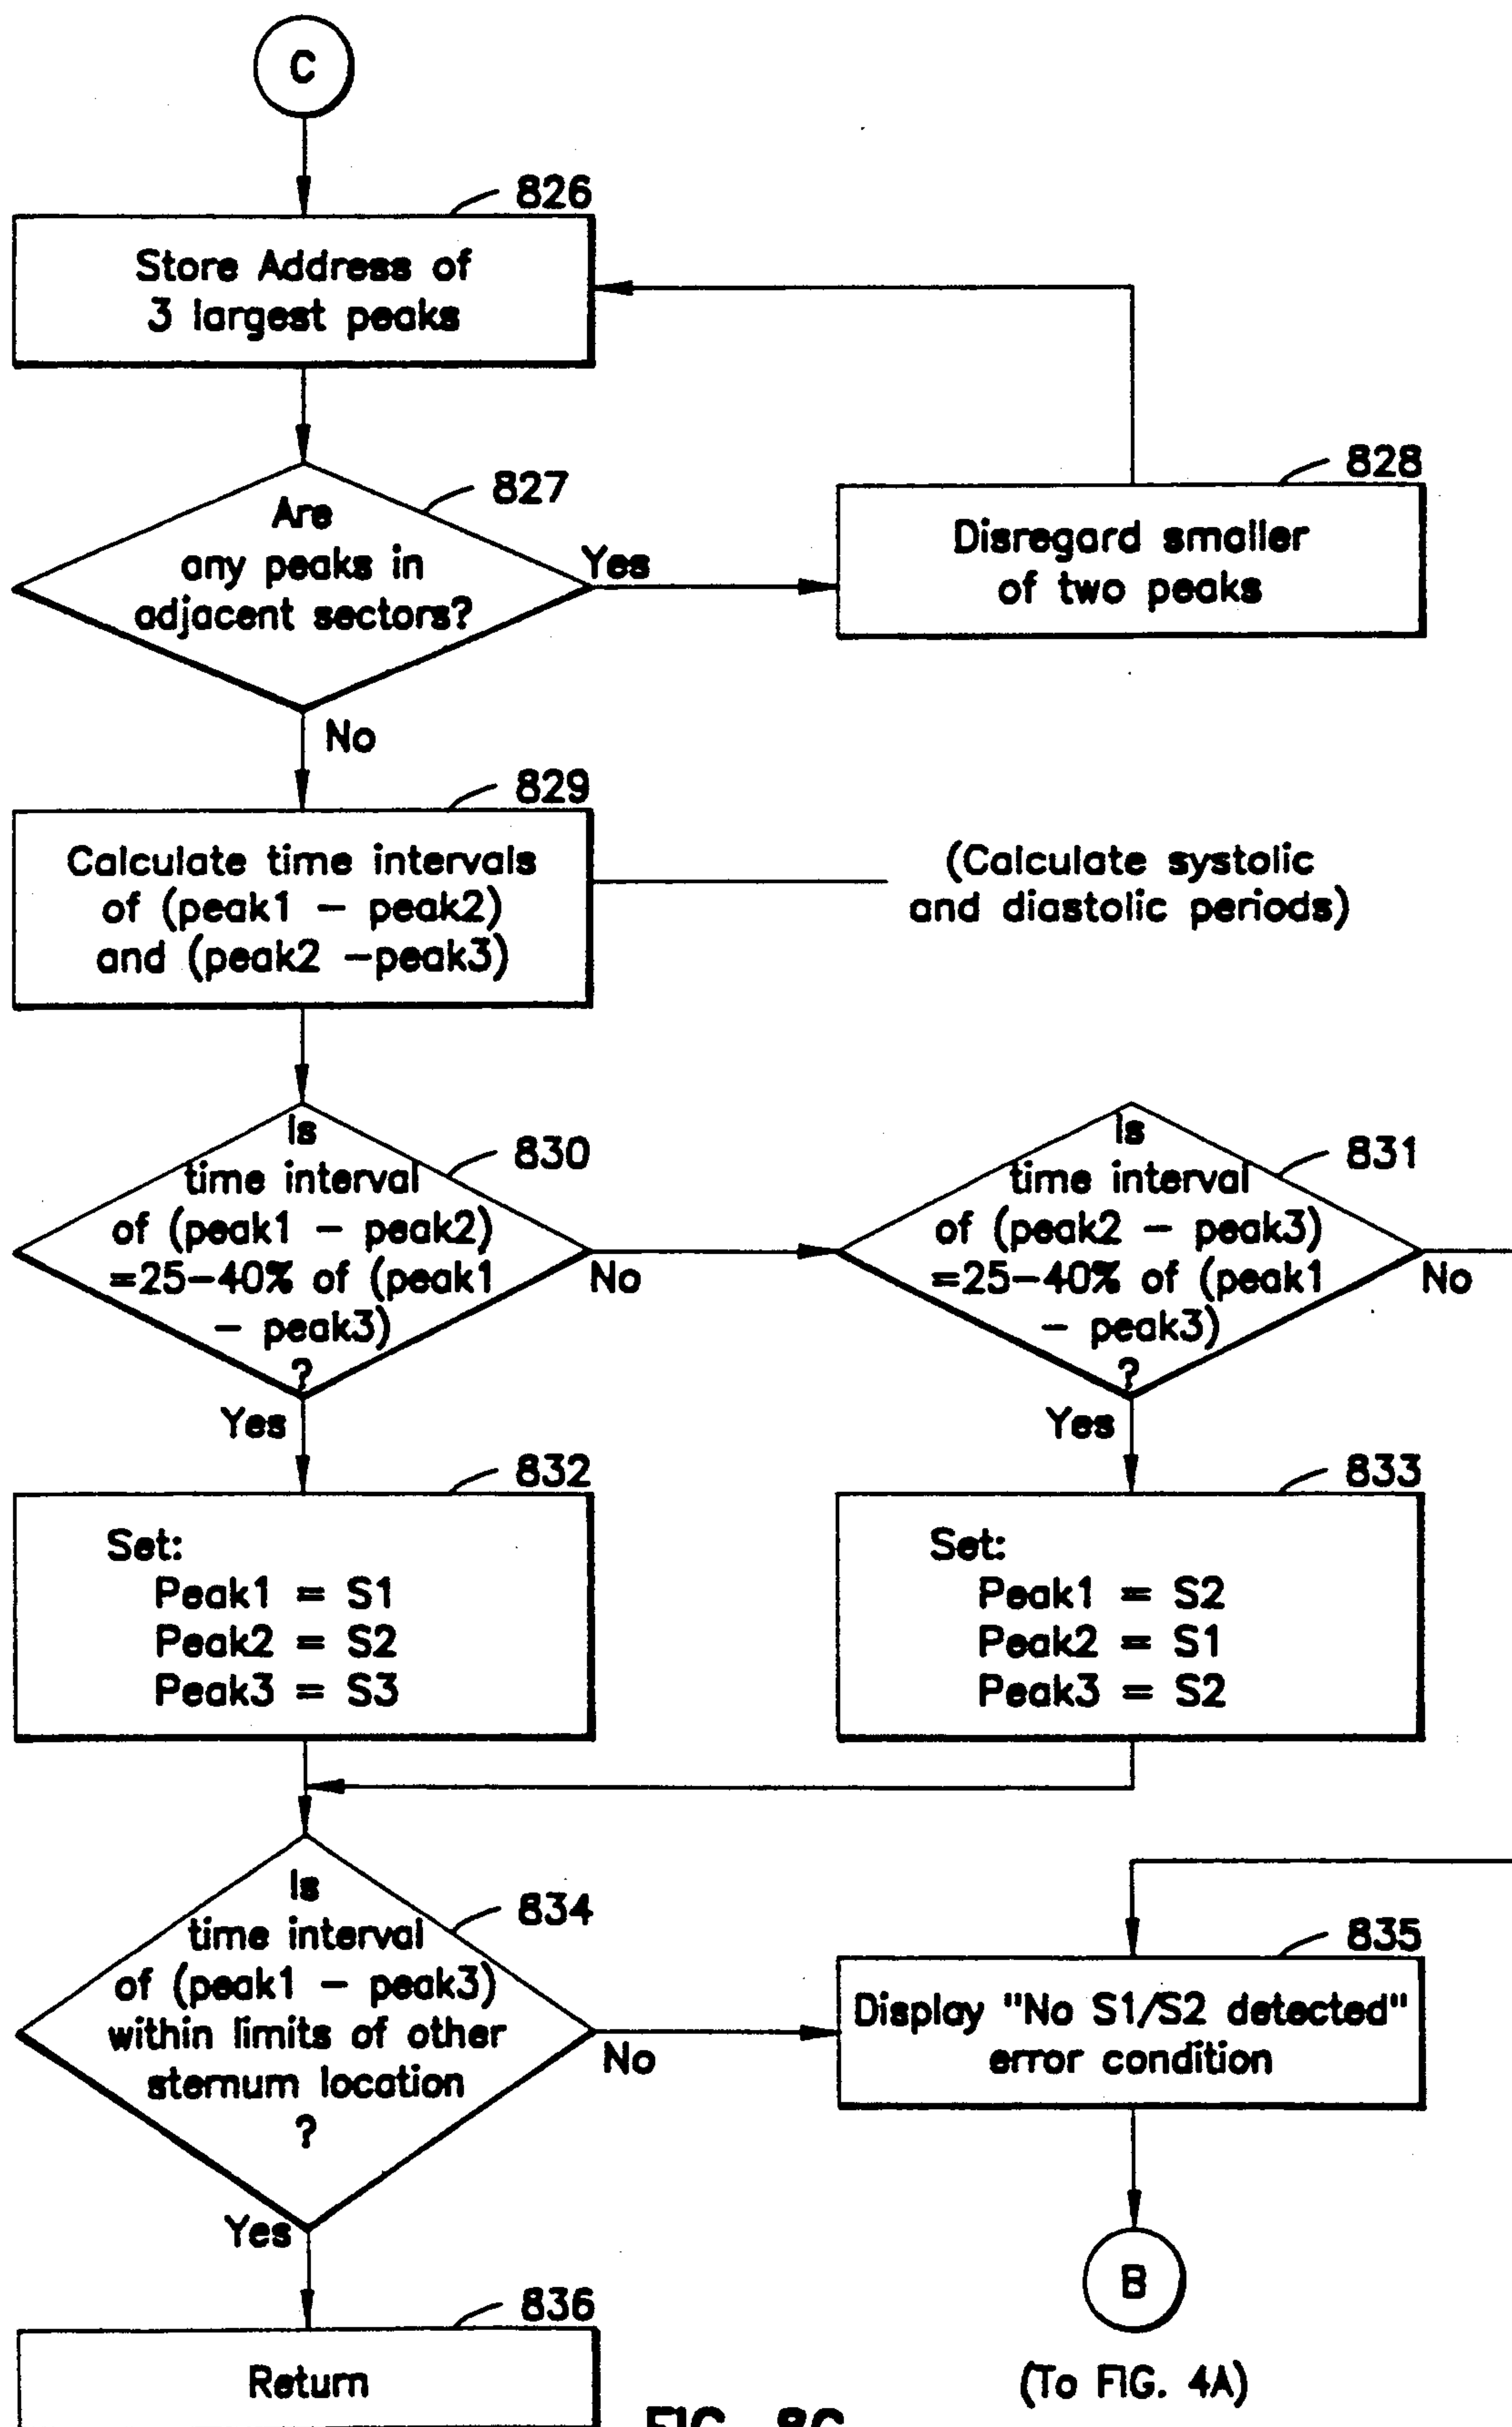 C
826
Store Address of
3 largest peaks
827
Are
any peaks in
adjacent sectors?
Yes
828
Disregard smaller
of two peaks
No
829
Calculate time intervals
of (peak1 - peak2)
and (peak2 -peak3)
(Calculate systolic
and diastolic periods)
830
Is
time interval
of (peak1 - peak2)
=25-40% of (peak1
- peak3)
?
No
831
Is
time interval
of (peak2 - peak3)
=25-40% of (peak1
- peak3)
?
No
Yes
Yes
832
Set:
Peak1 = S1
Peak2 = S2
Peak3 = S3
833
Set:
Peak1 = S2
Peak2 = S1
Peak3 = S2
834
Is
time interval
of (peak1 - peak3)
within limits of other
sternum location
?
No
835
Display "No S1/S2 detected"
error condition
Yes
B
(To FIG. 4A)
836
Return
FIG. 8C